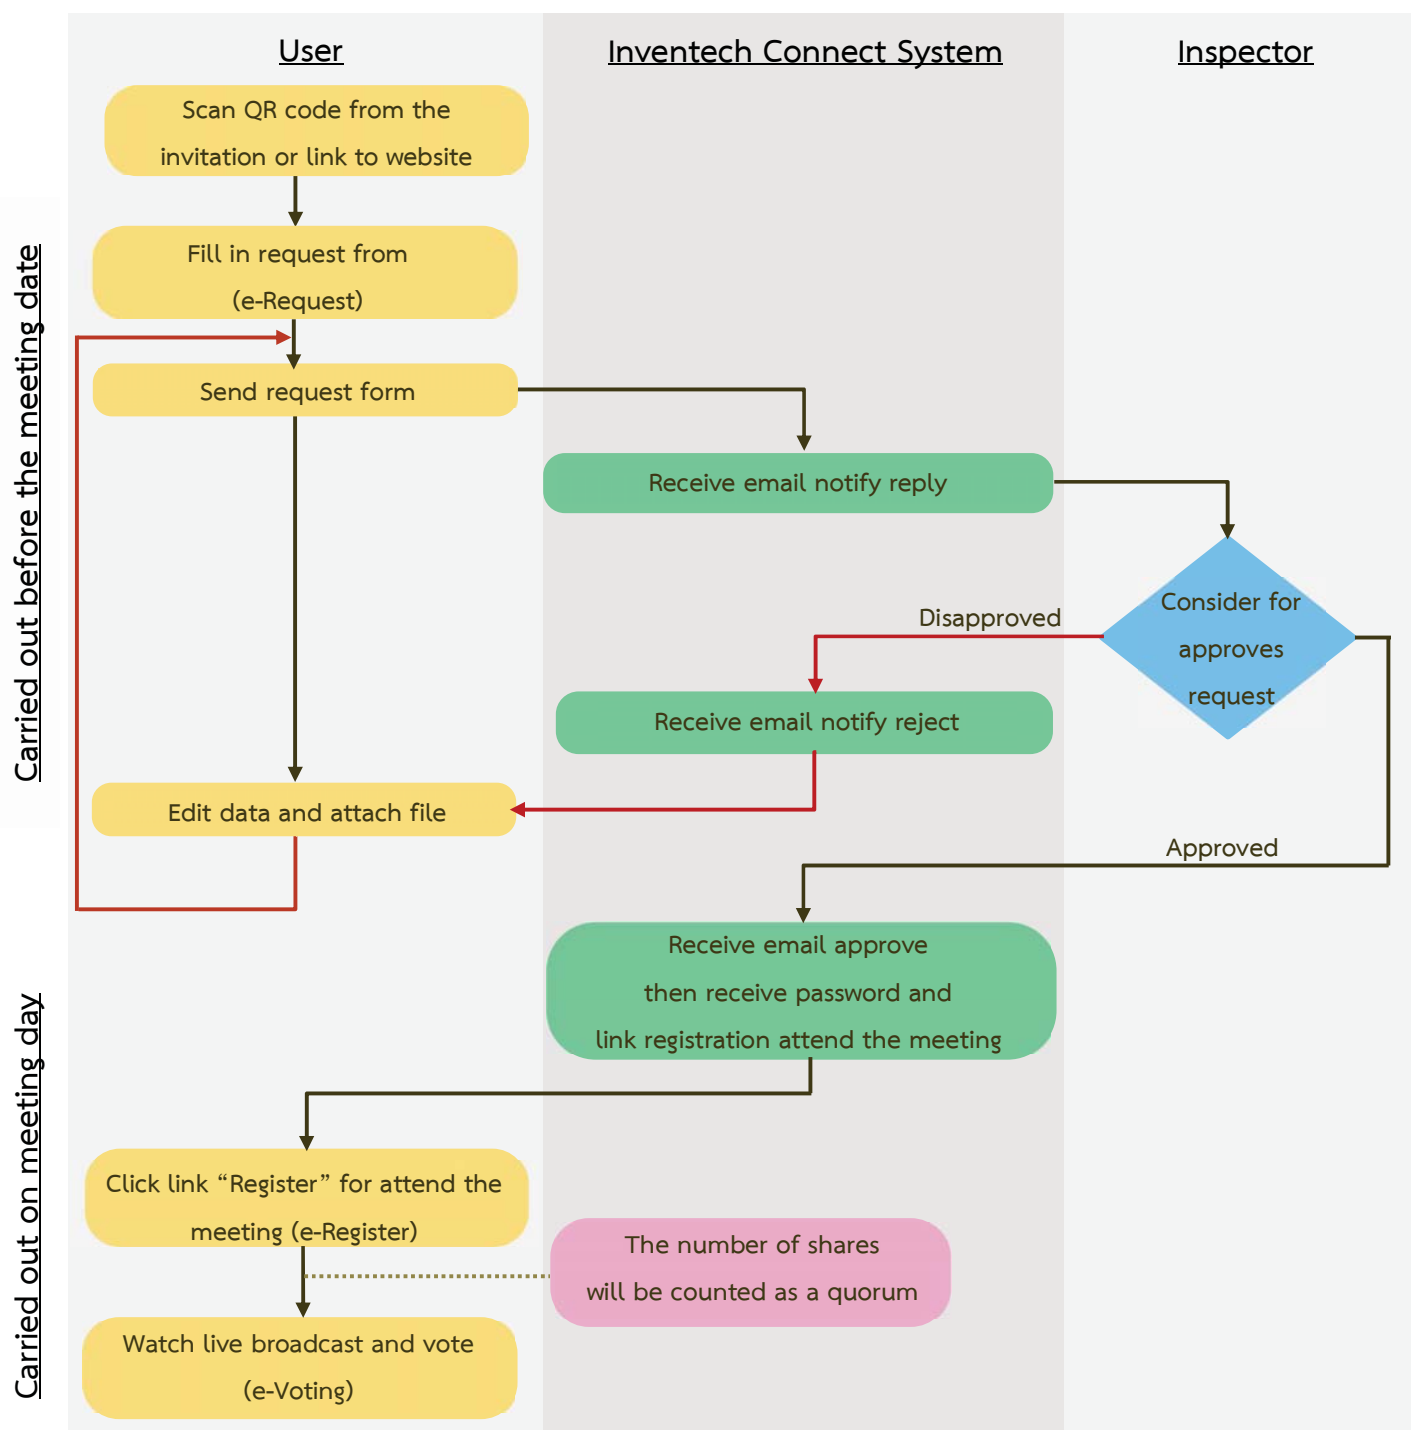 User
Inventech Connect System
Inspector
Carried out before the meeting date
Scan QR code from the
invitation or link to website
Fill in request from
(e-Request)
Send request form
Receive email notify reply
Consider for
approves
request
Disapproved
Receive email notify reject
Edit data and attach file
Approved
Receive email approve
then receive password and
link registration attend the meeting
Carried out on meeting day
Click link “Register” for attend the
meeting (e-Register)
The number of shares
will be counted as a quorum
Watch live broadcast and vote
(e-Voting)